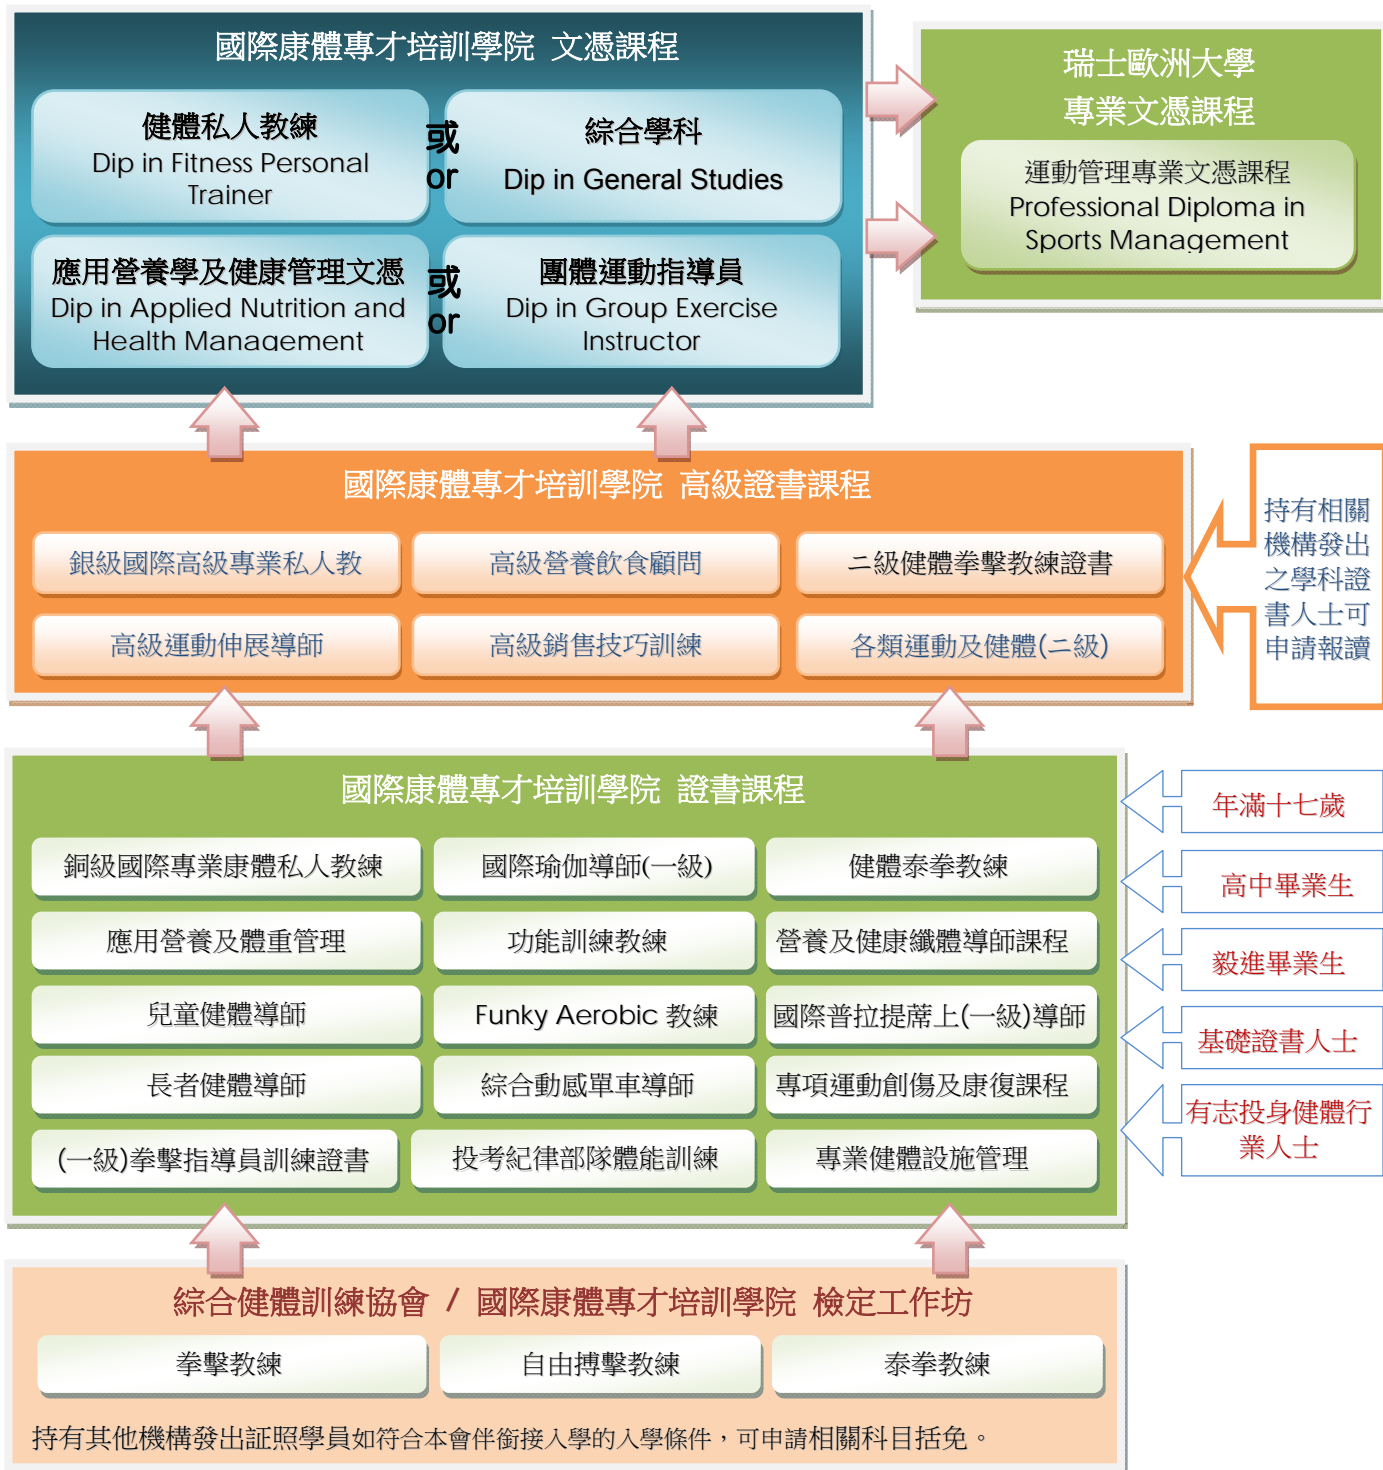 國際康體專才培訓學院 文憑課程
健體私人教練
Dip in Fitness Personal
Trainer
或
or
綜合學科
Dip in General Studies
應用營養學及健康管理文憑
Dip in Applied Nutrition and
Health Management
或
or
團體運動指導員
Dip in Group Exercise
Instructor
瑞士歐洲大學
專業文憑課程
運動管理專業文憑課程
Professional Diploma in
Sports Management
國際康體專才培訓學院 高級證書課程
銀級國際高級專業私人教
高級營養飲食顧問
二級健體拳擊教練證書
高級運動伸展導師
高級銷售技巧訓練
各類運動及健體(二級)
持有相關
機構發出
之學科證
書人士可
申請報讀
國際康體專才培訓學院 證書課程
銅級國際專業康體私人教練
國際瑜伽導師(一級)
健體泰拳教練
應用營養及體重管理
功能訓練教練
營養及健康纖體導師課程
兒童健體導師
Funky Aerobic 教練
國際普拉提蓆上(一級)導師
長者健體導師
綜合動感單車導師
專項運動創傷及康復課程
(一級)拳擊指導員訓練證書
投考紀律部隊體能訓練
專業健體設施管理
年滿十七歲
高中畢業生
毅進畢業生
基礎證書人士
有志投身健體行
業人士
綜合健體訓練協會 / 國際康體專才培訓學院 檢定工作坊
拳擊教練
自由搏擊教練
泰拳教練
持有其他機構發出証照學員如符合本會伴銜接入學的入學條件，可申請相關科目括免。